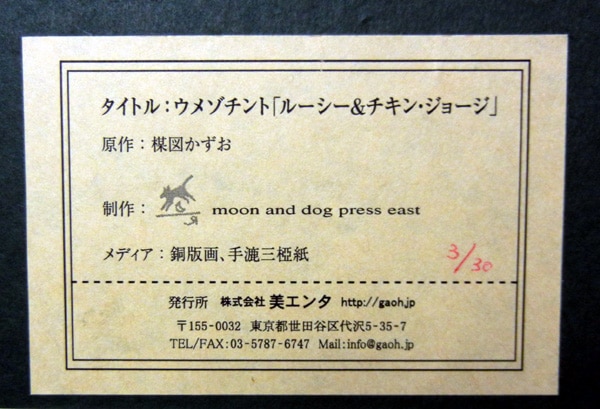 タイトル：ウメゾチント「ルーシー&チキン・ジョージ」
原作：楳図かずお
制作： moon and dog press east
メディア：銅版画、手漉三椏紙
3/30
発行所 株式会社 美エンタ http://gaoh.jp
〒155-0032 東京都世田谷区代沢5-35-7
TEL/FAX:03-5787-6747 Mail:info@gaoh.jp